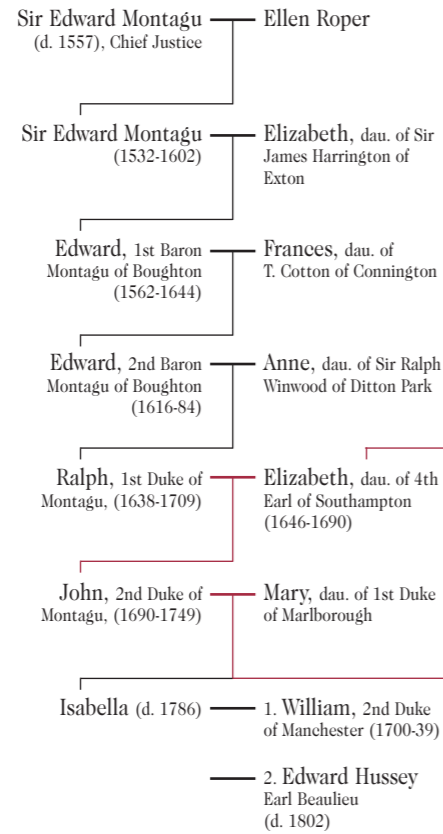 Sir Edward Montagu
(d. 1557), Chief Justice
Ellen Roper
Sir Edward Montagu
(1532-1602)
Elizabeth, dau. of Sir
James Harrington of
Exton
Edward, 1st Baron
Montagu of Boughton
(1562-1644)
Frances, dau. of
T. Cotton of Connington
Edward, 2nd Baron
Montagu of Boughton
(1616-84)
Anne, dau. of Sir Ralph
Winwood of Ditton Park
Ralph, 1st Duke of
Montagu, (1638-1709)
Elizabeth, dau. of 4th
Earl of Southampton
(1646-1690)
John, 2nd Duke of
Montagu, (1690-1749)
Mary, dau. of 1st Duke
of Marlborough
Isabella (d. 1786)
1. William, 2nd Duke
of Manchester (1700-39)
2. Edward Hussey
Earl Beaulieu
(d. 1802)